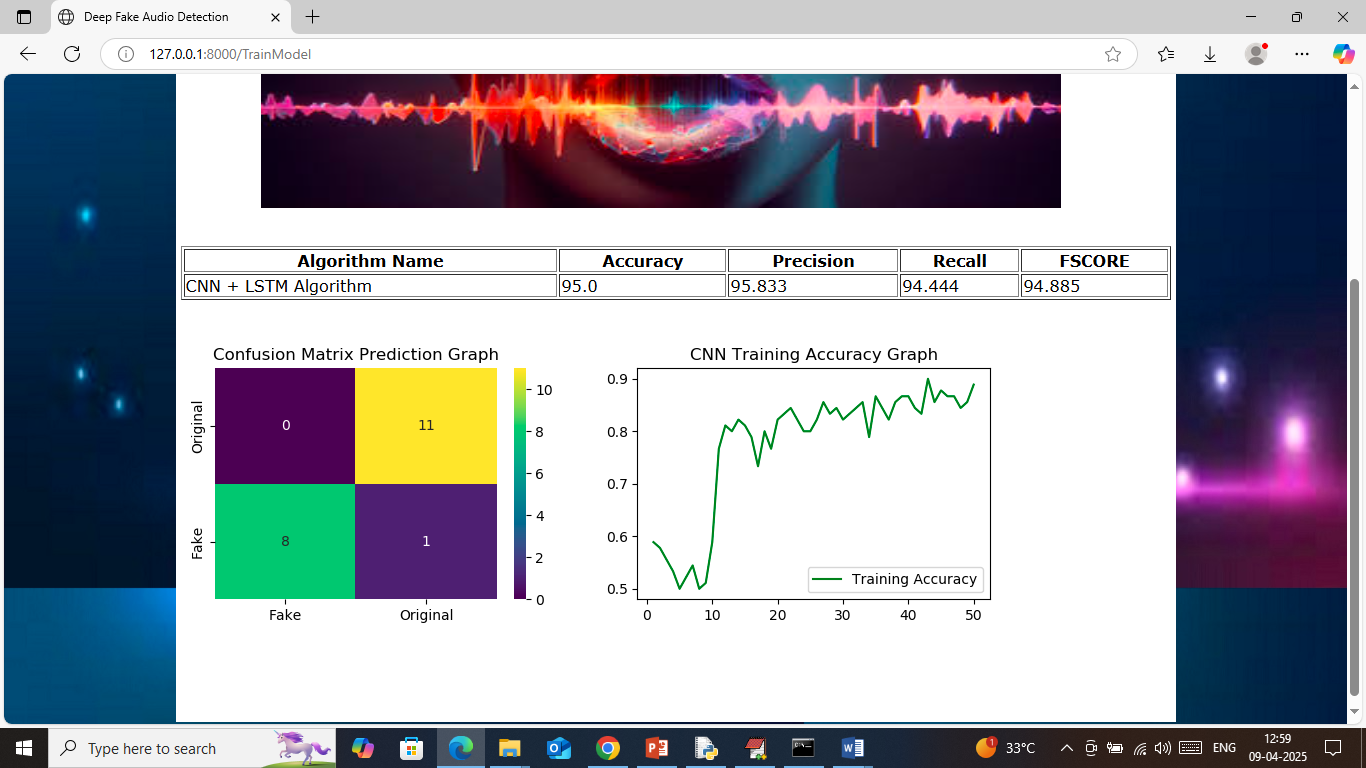 Deep Fake Audio Detection
127.0.0.1:8000/TrainModel
Algorithm Name Accuracy Precision Recall FSCORE
CNN + LSTM Algorithm 95.0 95.833 94.444 94.885
Confusion Matrix Prediction Graph
Original
Fake
0 11
8 1
Fake Original
10
8
6
4
2
0
CNN Training Accuracy Graph
0.9
0.8
0.7
0.6
0.5
Training Accuracy
0 10 20 30 40 50
Type here to search
1
33°C
ENG
12:59
09-04-2025